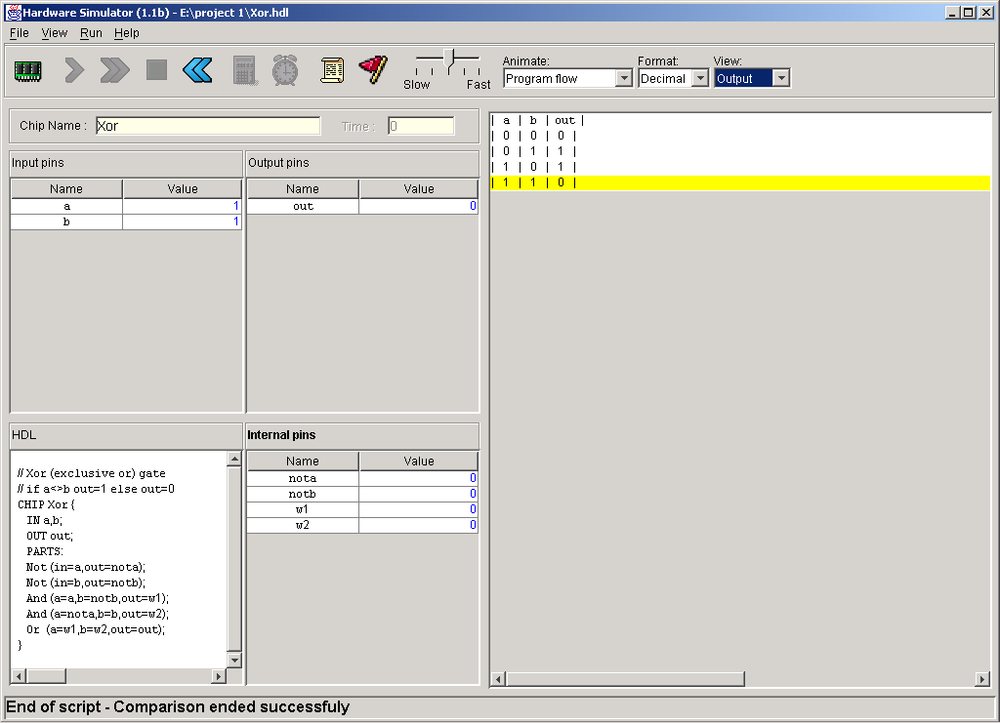 Hardware Simulator (1.1b) - E:\project 1\Xor.hdl
File View Run Help
Slow Fast
Animate: Format: View:
Program flow Decimal Output
Chip Name : Xor Time : 0
Input pins
Name Value
a 1
b 1
Output pins
Name Value
out 0
HDL
// Xor (exclusive or) gate
// if a<>b out=1 else out=0
CHIP Xor {
IN a,b;
OUT out;
PARTS:
Not (in=a,out=nota);
Not (in=b,out=notb);
And (a=a,b=notb,out=w1);
And (a=nota,b=b,out=w2);
Or (a=w1,b=w2,out=out);
}
Internal pins
Name Value
nota 0
notb 0
w1 0
w2 0
| a | b | out |
| 0 | 0 | 0 |
| 0 | 1 | 1 |
| 1 | 0 | 1 |
| 1 | 1 | 0 |
End of script - Comparison ended successfuly